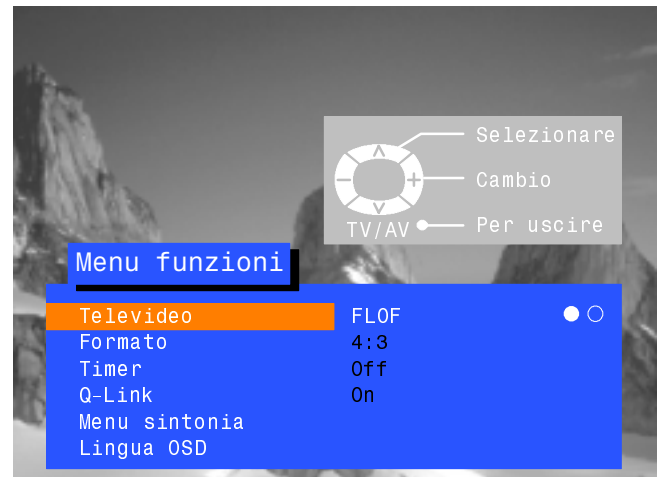 Selezionare
Cambio
TV/AV Per uscire
Menu funzioni
Televideo FLOF
Formato 4:3
Timer Off
Q-Link On
Menu sintonia
Lingua OSD